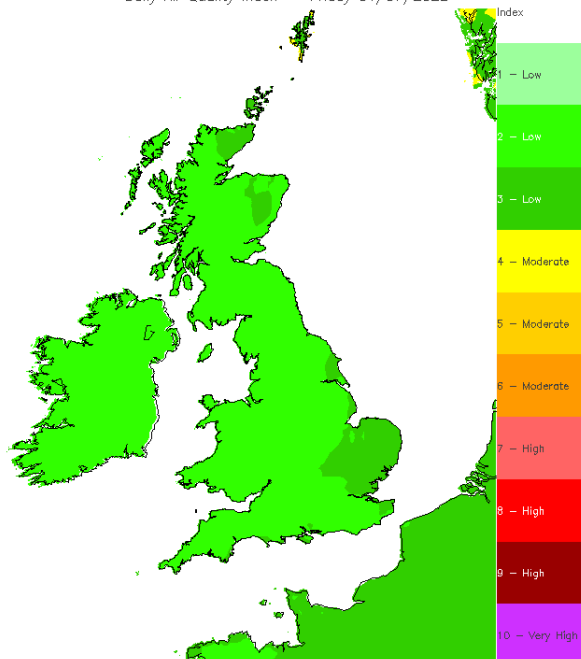 Index
1 - Low
2 - Low
3 - Low
4 - Moderate
5 - Moderate
6 - Moderate
7 - High
8 - High
9 - High
10 - Very High